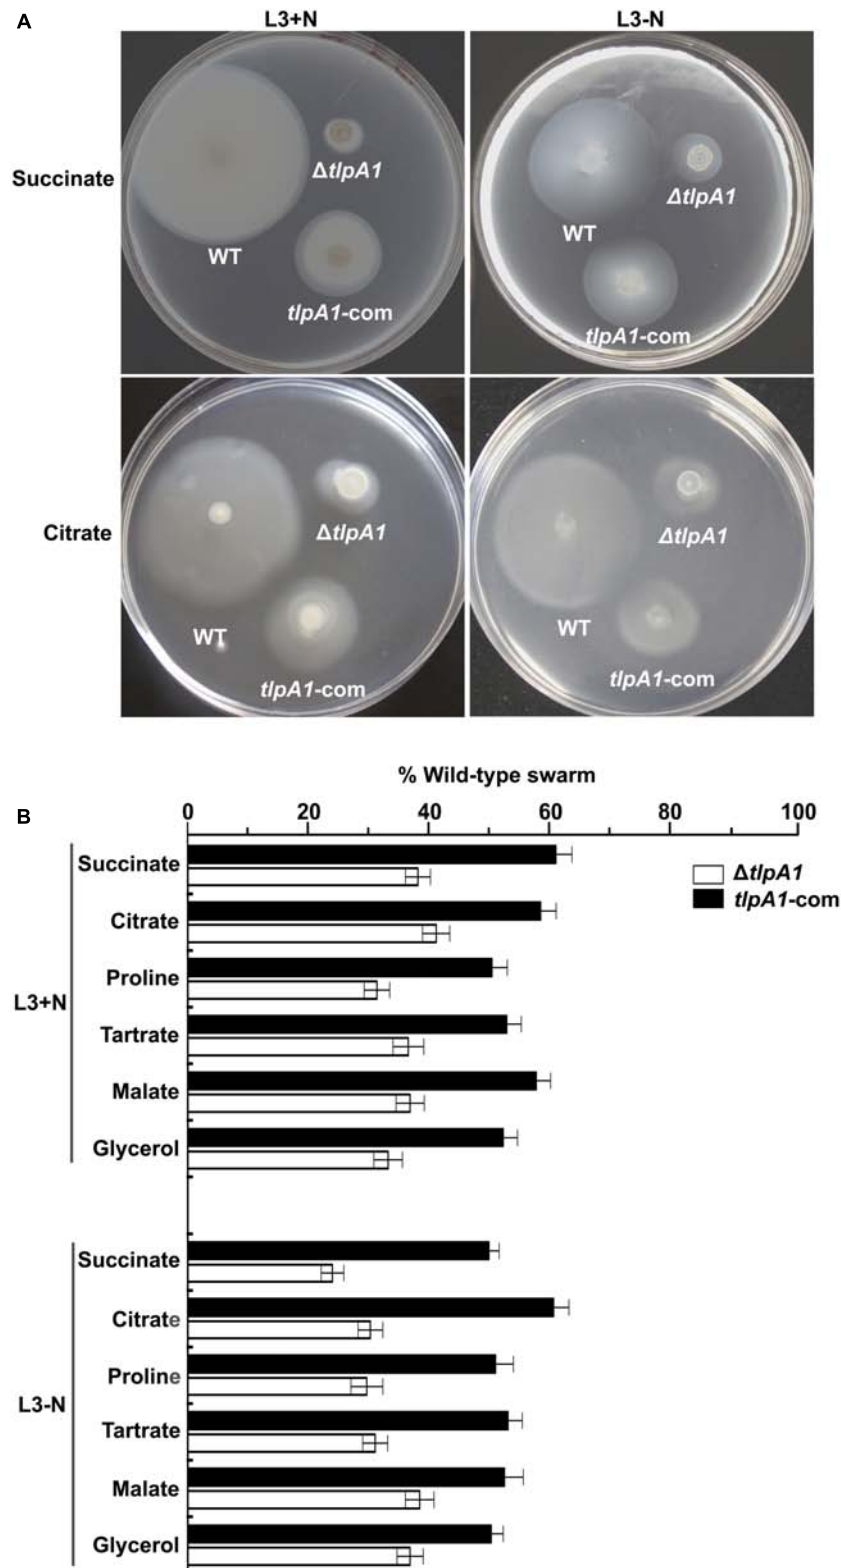 A
L3+N
L3-N
Succinate
ΔtlpA1
WT
tlpA1-com
ΔtlpA1
WT
tlpA1-com
Citrate
ΔtlpA1
WT
tlpA1-com
ΔtlpA1
WT
tlpA1-com
B
% Wild-type swarm
0 20 40 60 80 100
ΔtlpA1
tlpA1-com
L3+N
Succinate
Citrate
Proline
Tartrate
Malate
Glycerol
L3-N
Succinate
Citrate
Proline
Tartrate
Malate
Glycerol